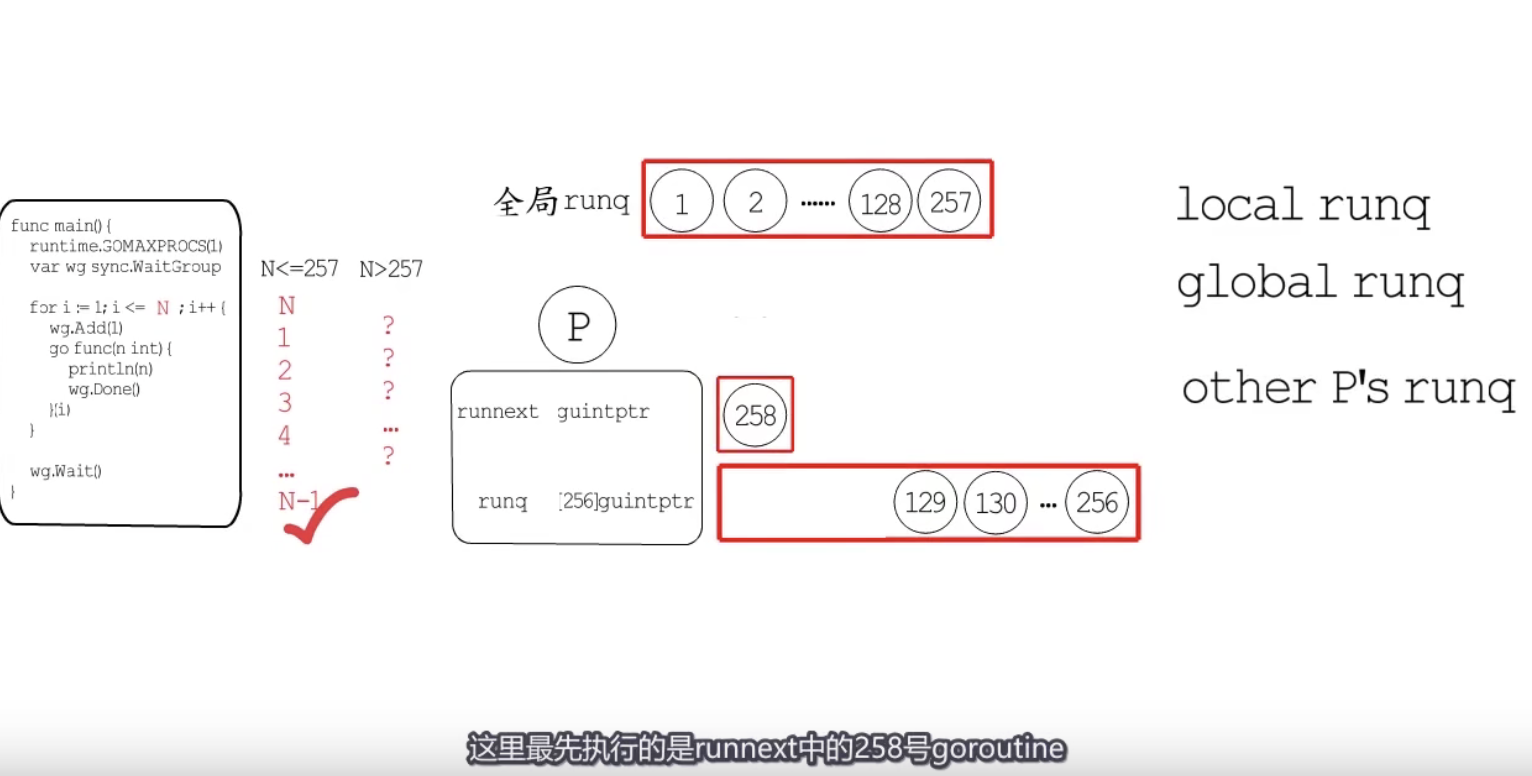 func main() {
runtime.GOMAXPROCS(1)
var wg sync.WaitGroup
for i := 1; i <= N ; i++ {
wg.Add(1)
go func(n int) {
println(n)
wg.Done()
}(i)
}
wg.Wait()
}
N<=257 N>257
N
1
2
3
4
...
N-1
?
?
?
...
?
全局runq 1 2 ...... 128 257
P
runnext guintptr 258
runq [256]guintptr 129 130 ... 256
local runq
global runq
other P's runq
这里最先执行的是runnext中的258号goroutine